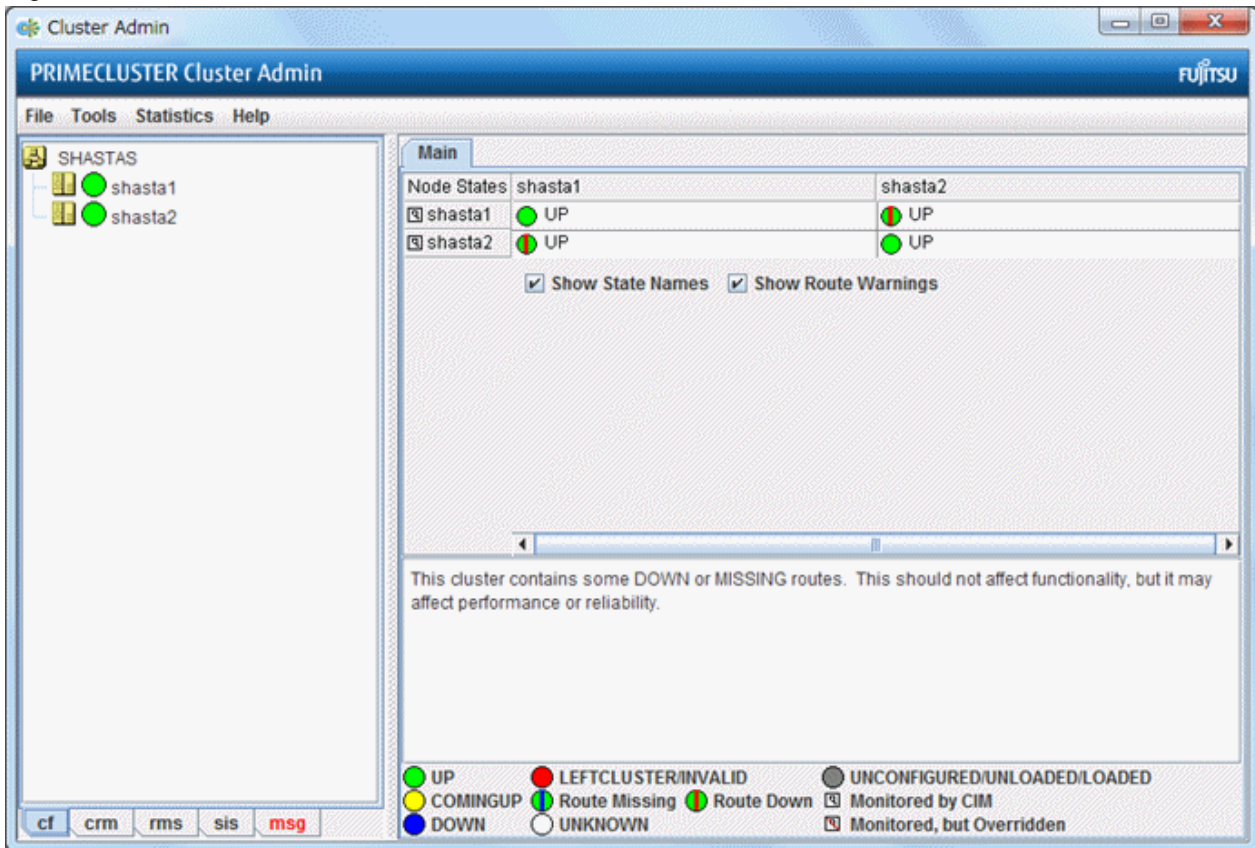 Cluster Admin
PRIMECLUSTER Cluster Admin
FUJITSU
File Tools Statistics Help
SHASTAS
shasta1
shasta2
Main
Node States shasta1 shasta2
shasta1 UP UP
shasta2 UP UP
Show State Names Show Route Warnings
This cluster contains some DOWN or MISSING routes. This should not affect functionality, but it may
affect performance or reliability.
UP LEFTCLUSTER/INVALID UNCONFIGURED/UNLOADED/LOADED
COMINGUP Route Missing Route Down Monitored by CIM
DOWN UNKNOWN Monitored, but Overridden
cf crm rms sis msg